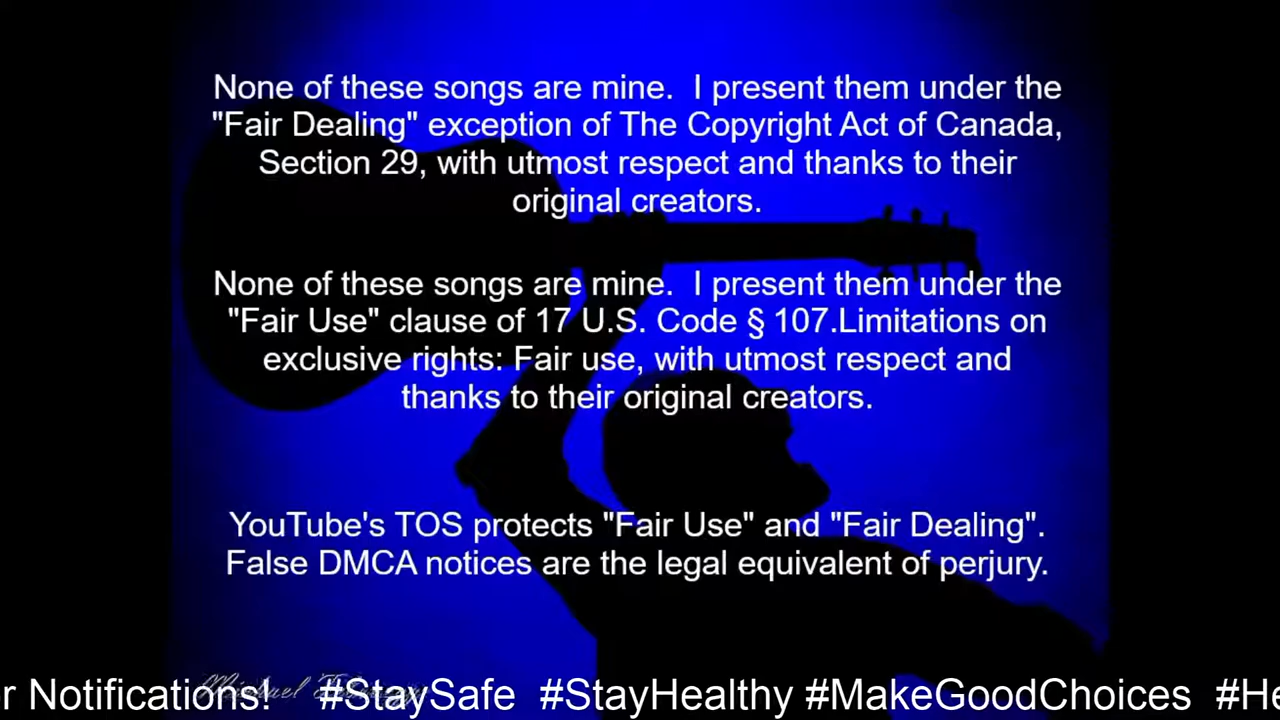 None of these songs are mine.  I present them under the
"Fair Dealing" exception of The Copyright Act of Canada,
Section 29, with utmost respect and thanks to their
original creators.
None of these songs are mine.  I present them under the
"Fair Use" clause of 17 U.S. Code § 107.Limitations on
exclusive rights: Fair use, with utmost respect and
thanks to their original creators.
YouTube's TOS protects "Fair Use" and "Fair Dealing".
False DMCA notices are the legal equivalent of perjury.
Michael
r Notifications!     #StaySafe  #StayHealthy #MakeGoodChoices  #He